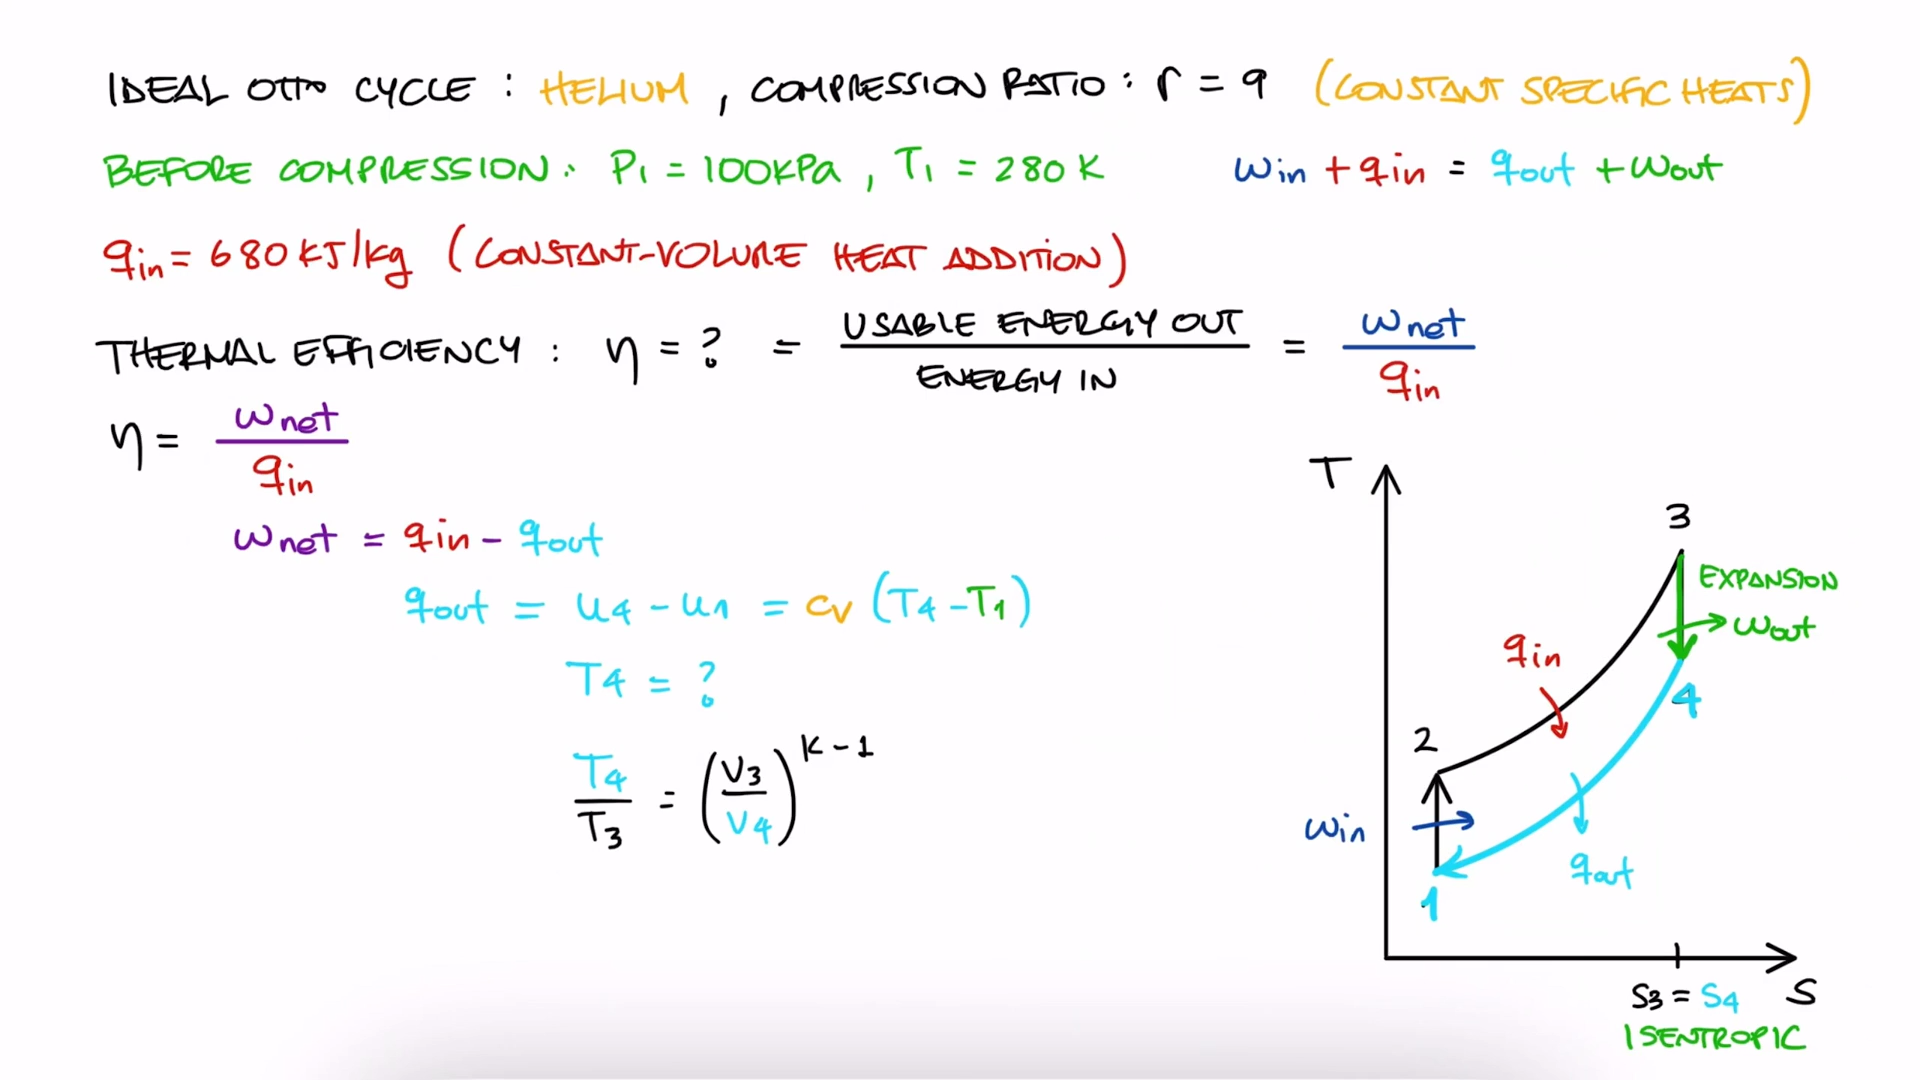 IDEAL OTTO CYCLE : HELIUM , COMPRESSION RATIO : r = 9 (CONSTANT SPECIFIC HEATS)
BEFORE COMPRESSION : P1 = 100kPa , T1 = 280 K
win + qin = qout + wout
qin = 680 kJ/kg (CONSTANT-VOLUME HEAT ADDITION)
THERMAL EFFICIENCY : η = ? = USABLE ENERGY OUT / ENERGY IN = wnet / qin
η = wnet / qin
wnet = qin - qout
qout = u4 - u1 = cv (T4 - T1)
T4 = ?
T4 / T3 = (V3 / V4)^K-1
T
3
EXPANSION
wout
qin
4
2
win
qout
1
S3 = S4
S
ISENTROPIC